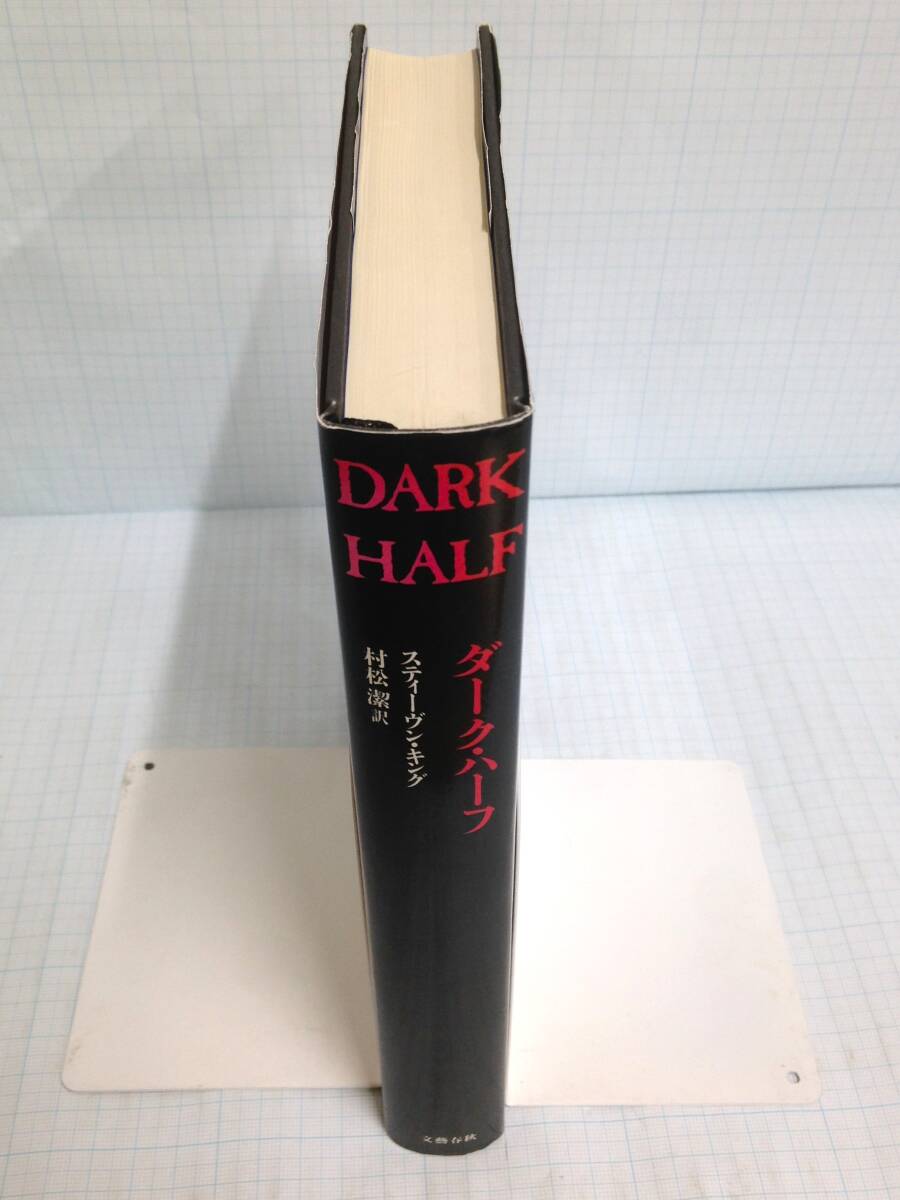 DARK
HALF
ダーク・ハーフ
スティーヴン・キング
村松潔訳
文藝春秋